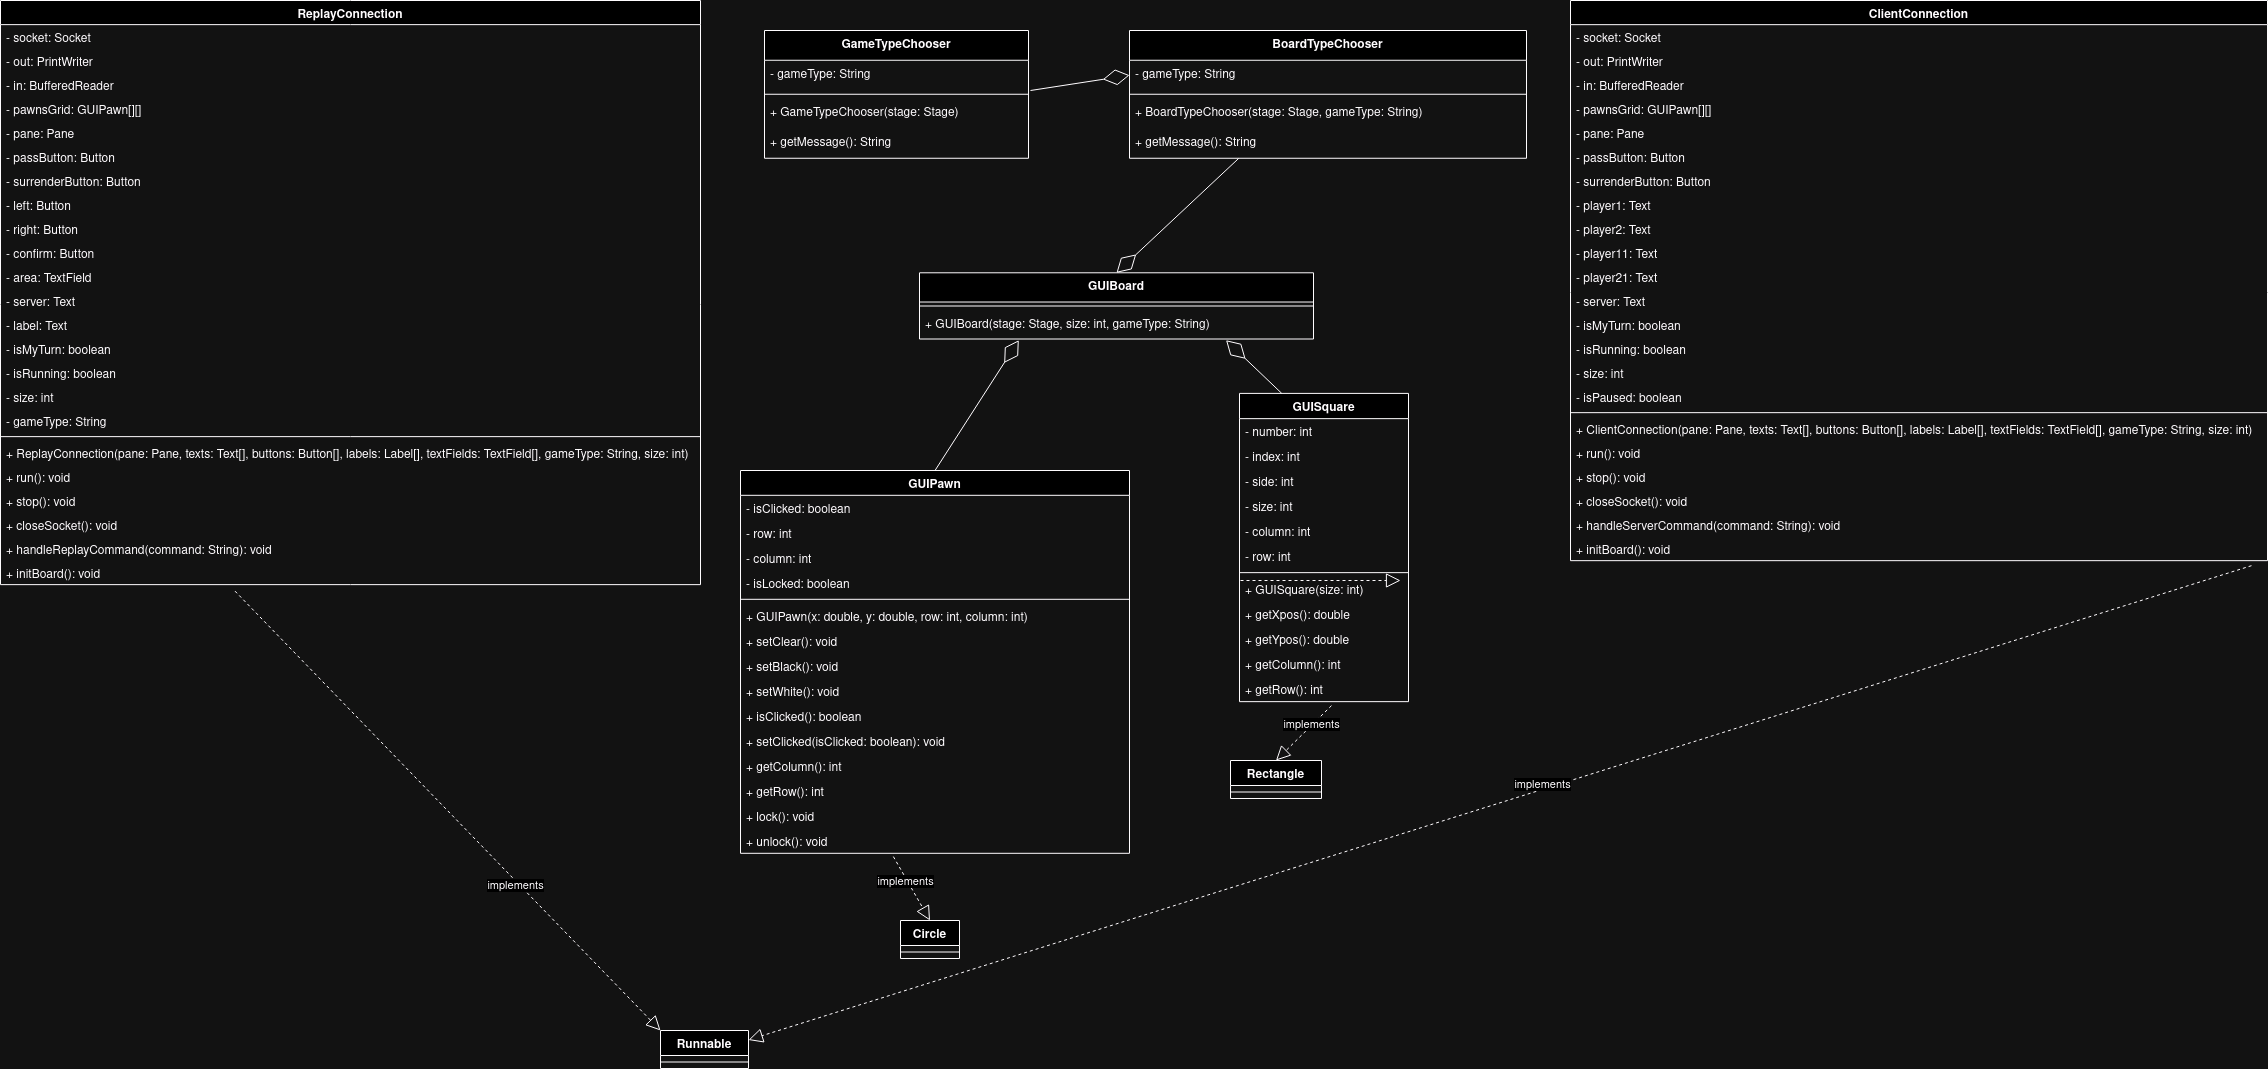 ReplayConnection
- socket: Socket
- out: PrintWriter
- in: BufferedReader
- pawnsGrid: GUIPawn[][]
- pane: Pane
- passButton: Button
- surrenderButton: Button
- left: Button
- right: Button
- confirm: Button
- area: TextField
- server: Text
- label: Text
- isMyTurn: boolean
- isRunning: boolean
- size: int
- gameType: String
+ ReplayConnection(pane: Pane, texts: Text[], buttons: Button[], labels: Label[], textFields: TextField[], gameType: String, size: int)
+ run(): void
+ stop(): void
+ closeSocket(): void
+ handleReplayCommand(command: String): void
+ initBoard(): void
GameTypeChooser
- gameType: String
+ GameTypeChooser(stage: Stage)
+ getMessage(): String
BoardTypeChooser
- gameType: String
+ BoardTypeChooser(stage: Stage, gameType: String)
+ getMessage(): String
GUIBoard
+ GUIBoard(stage: Stage, size: int, gameType: String)
GUIPawn
- isClicked: boolean
- row: int
- column: int
- isLocked: boolean
+ GUIPawn(x: double, y: double, row: int, column: int)
+ setClear(): void
+ setBlack(): void
+ setWhite(): void
+ isClicked(): boolean
+ setClicked(isClicked: boolean): void
+ getColumn(): int
+ getRow(): int
+ lock(): void
+ unlock(): void
GUISquare
- number: int
- index: int
- side: int
- size: int
- column: int
- row: int
+ GUISquare(size: int)
+ getXpos(): double
+ getYpos(): double
+ getColumn(): int
+ getRow(): int
implements
Rectangle
ClientConnection
- socket: Socket
- out: PrintWriter
- in: BufferedReader
- pawnsGrid: GUIPawn[][]
- pane: Pane
- passButton: Button
- surrenderButton: Button
- player1: Text
- player2: Text
- player11: Text
- player21: Text
- server: Text
- isMyTurn: boolean
- isRunning: boolean
- size: int
- isPaused: boolean
+ ClientConnection(pane: Pane, texts: Text[], buttons: Button[], labels: Label[], textFields: TextField[], gameType: String, size: int)
+ run(): void
+ stop(): void
+ closeSocket(): void
+ handleServerCommand(command: String): void
+ initBoard(): void
implements
implements
implements
Circle
Runnable